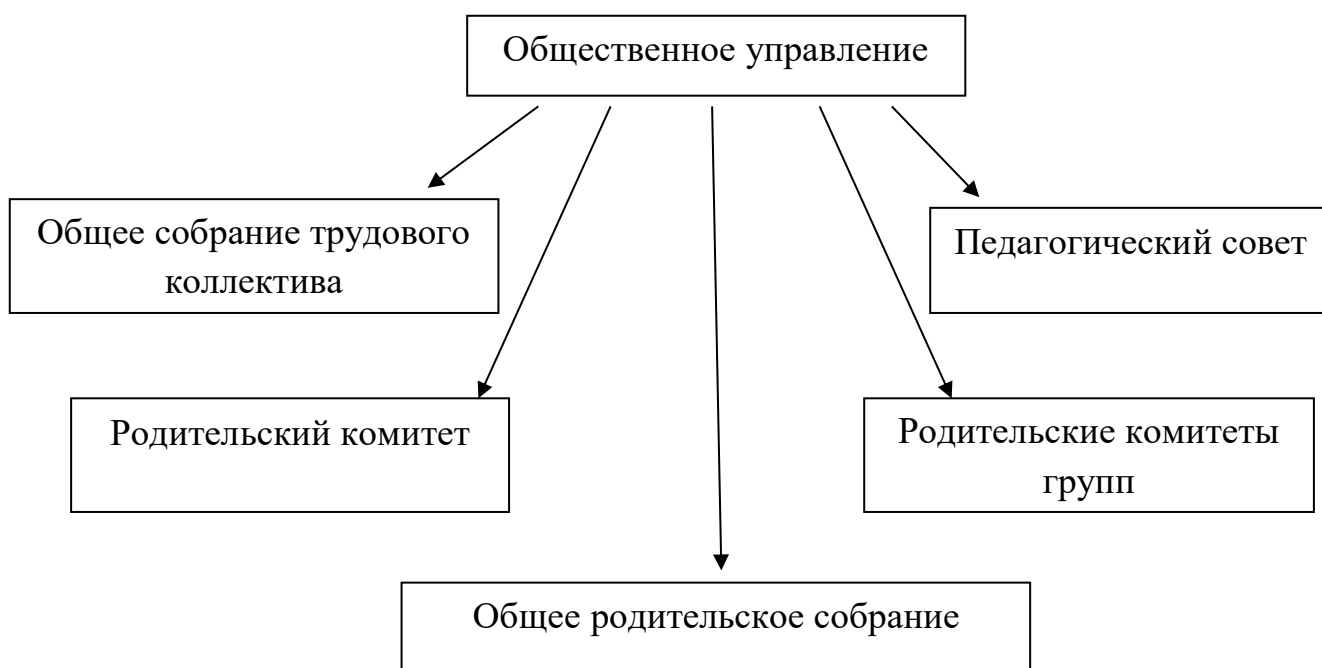 Общественное управление
Общее собрание трудового
коллектива
Педагогический совет
Родительский комитет
Родительские комитеты
групп
Общее родительское собрание